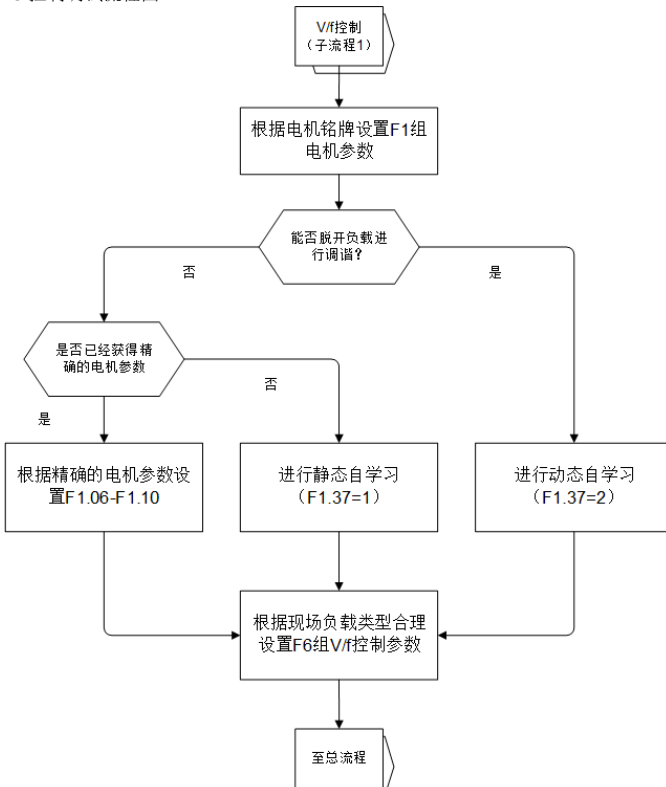 V/f控制
（子流程1）
根据电机铭牌设置F1组
电机参数
能否脱开负载进
行调谐？
否
是
是否已经获得精
确的电机参数
否
是
根据精确的电机参数设
置F1.06-F1.10
进行静态自学习
（F1.37=1）
进行动态自学习
（F1.37=2）
根据现场负载类型合理
设置F6组V/f控制参数
至总流程